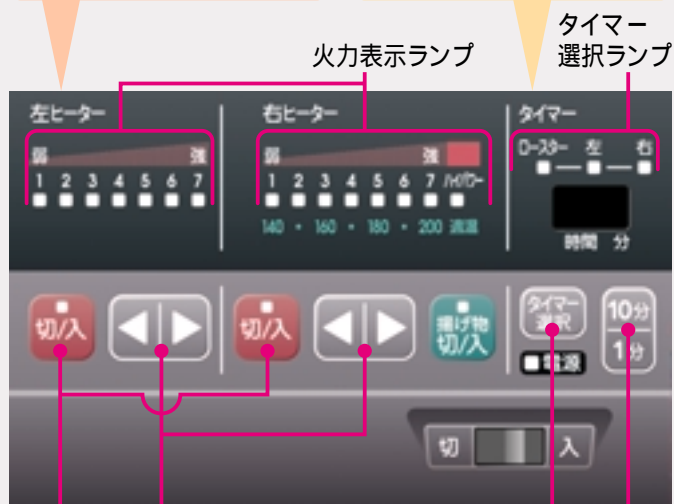 タイマー
選択ランプ
火力表示ランプ
左ヒーター
弱 強
1 2 3 4 5 6 7
右ヒーター
弱 強
1 2 3 4 5 6 7 ハイパワー
140 ・ 160 ・ 180 ・ 200 適温
タイマー
ロースター 左 右
時間 分
切/入
切/入
揚げ物
切/入
タイマー
選択
電源
10分
1分
切 入